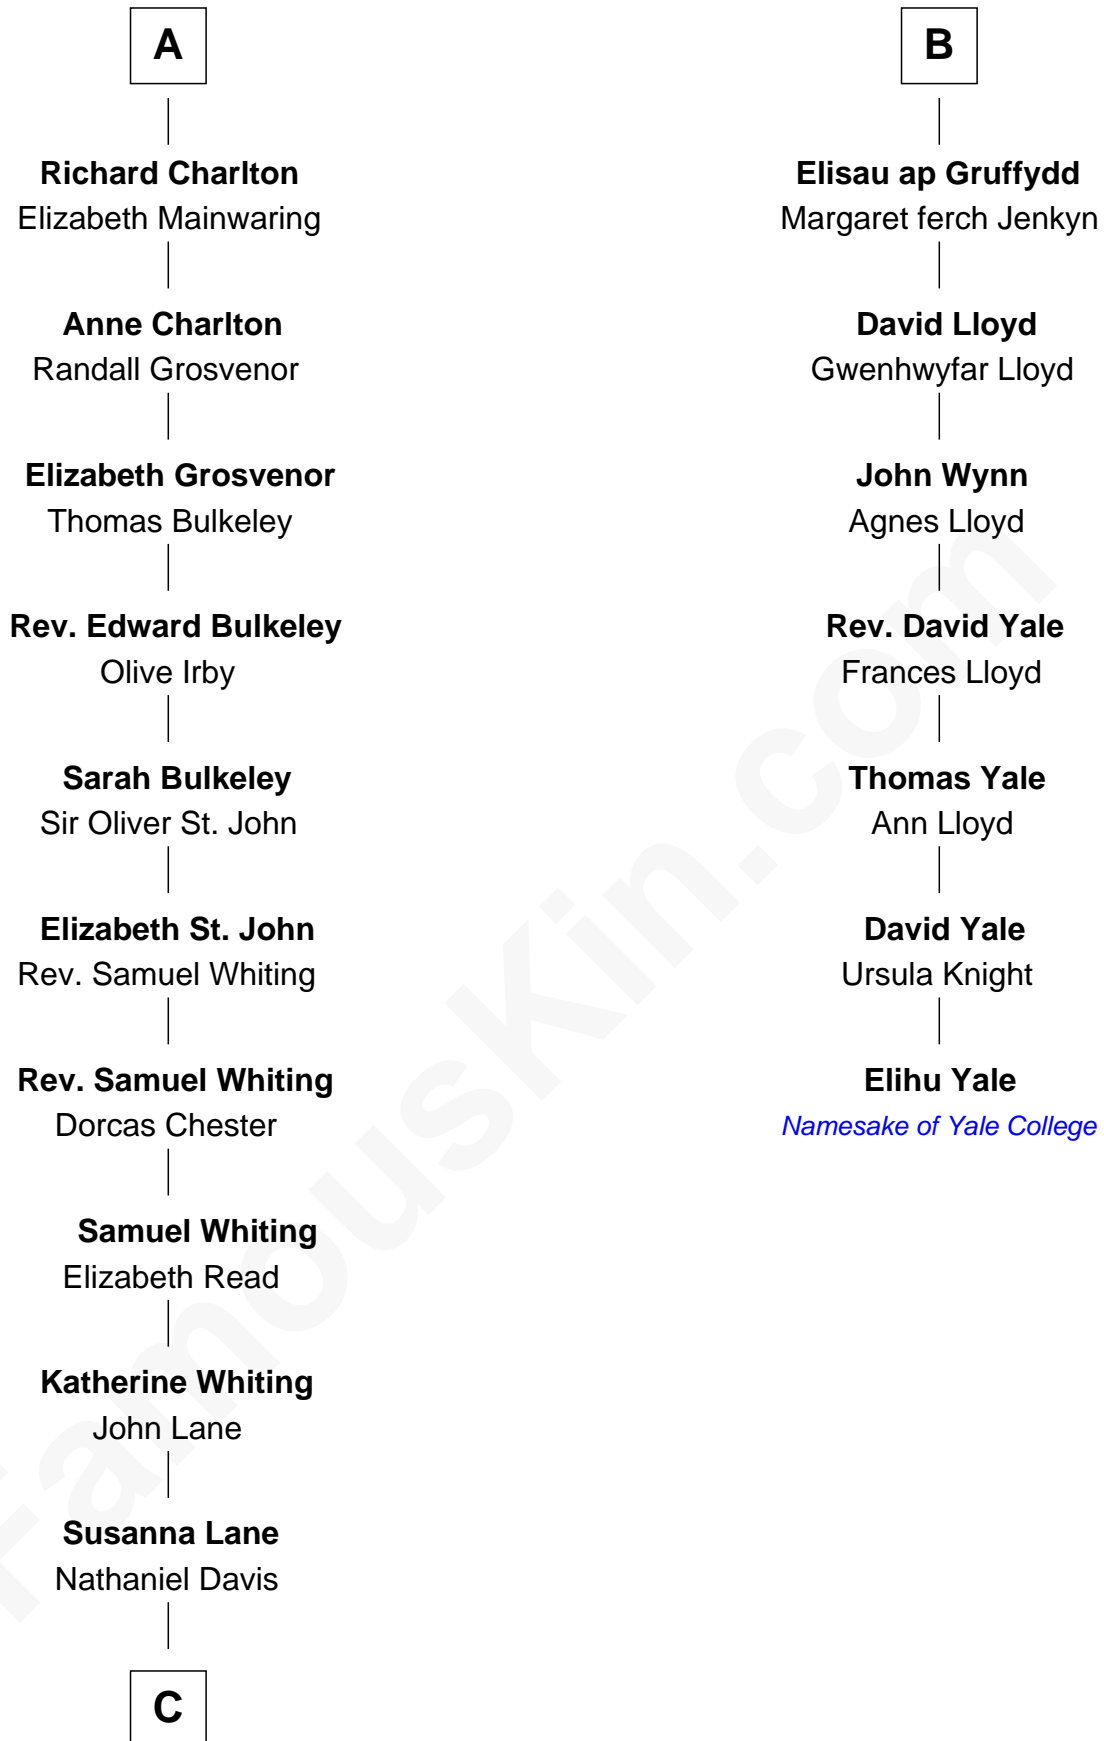 A
Richard Charlton
Elizabeth Mainwaring
Anne Charlton
Randall Grosvenor
Elizabeth Grosvenor
Thomas Bulkeley
Rev. Edward Bulkeley
Olive Irby
Sarah Bulkeley
Sir Oliver St. John
Elizabeth St. John
Rev. Samuel Whiting
Rev. Samuel Whiting
Dorcas Chester
Samuel Whiting
Elizabeth Read
Katherine Whiting
John Lane
Susanna Lane
Nathaniel Davis
C
B
Elisau ap Gruffydd
Margaret ferch Jenkyn
David Lloyd
Gwenhwyfar Lloyd
John Wynn
Agnes Lloyd
Rev. David Yale
Frances Lloyd
Thomas Yale
Ann Lloyd
David Yale
Ursula Knight
Elihu Yale
Namesake of Yale College
FamousKin.com